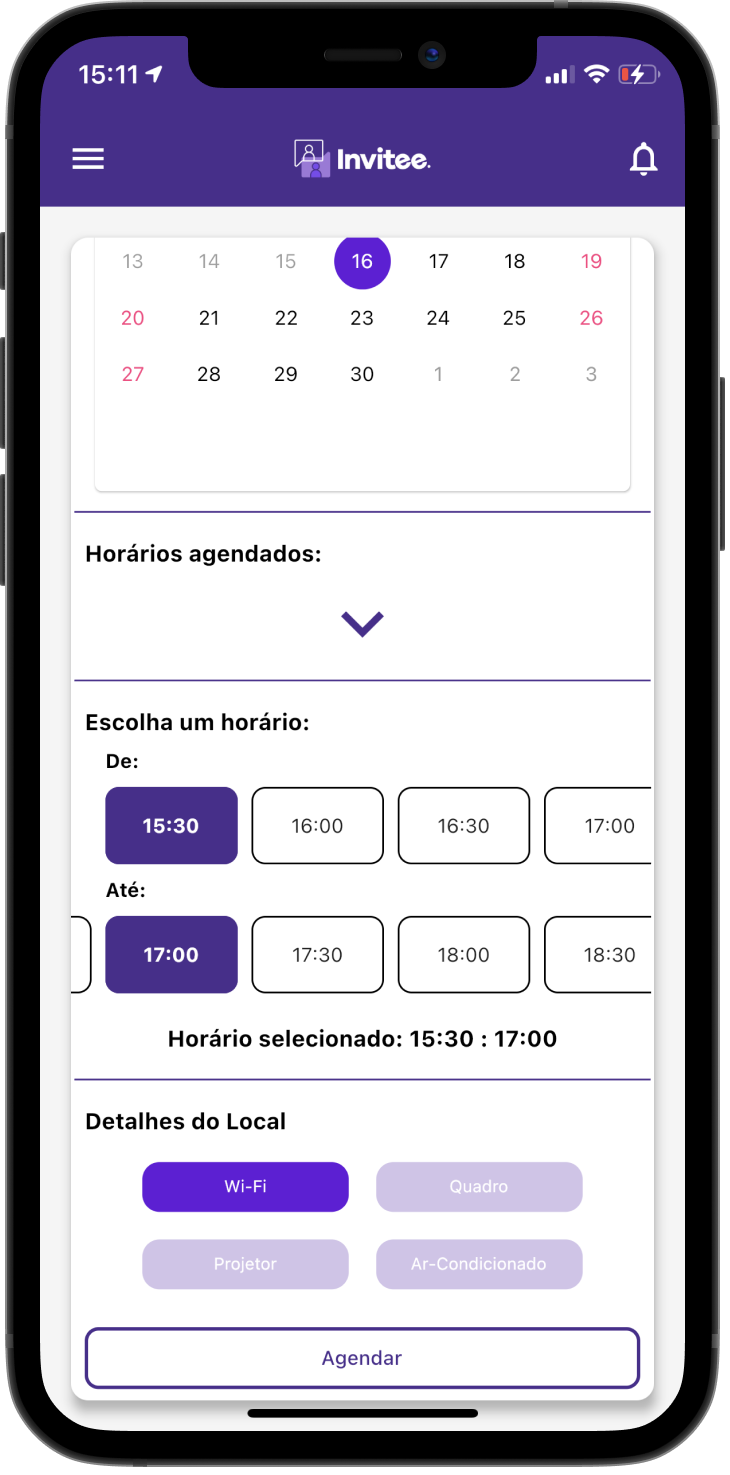 15:11
Invitee.
13 14 15 16 17 18 19
20 21 22 23 24 25 26
27 28 29 30 1 2 3
Horários agendados:
Escolha um horário:
De:
15:30 16:00 16:30 17:00
Até:
17:00 17:30 18:00 18:30
Horário selecionado: 15:30 : 17:00
Detalhes do Local
Wi-Fi Quadro
Projetor Ar-Condicionado
Agendar